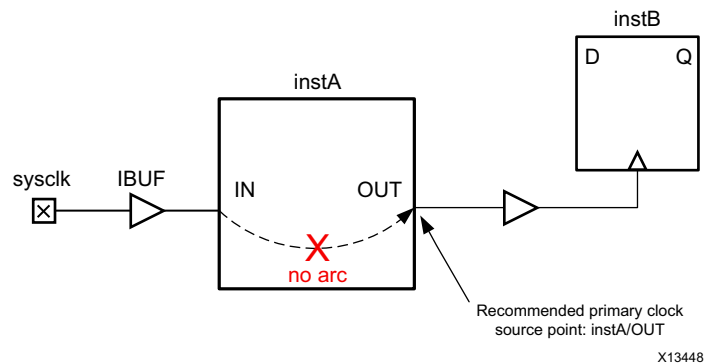 instB
D Q
instA
sysclk IBUF
IN OUT
X
no arc
Recommended primary clock
source point: instA/OUT
X13448